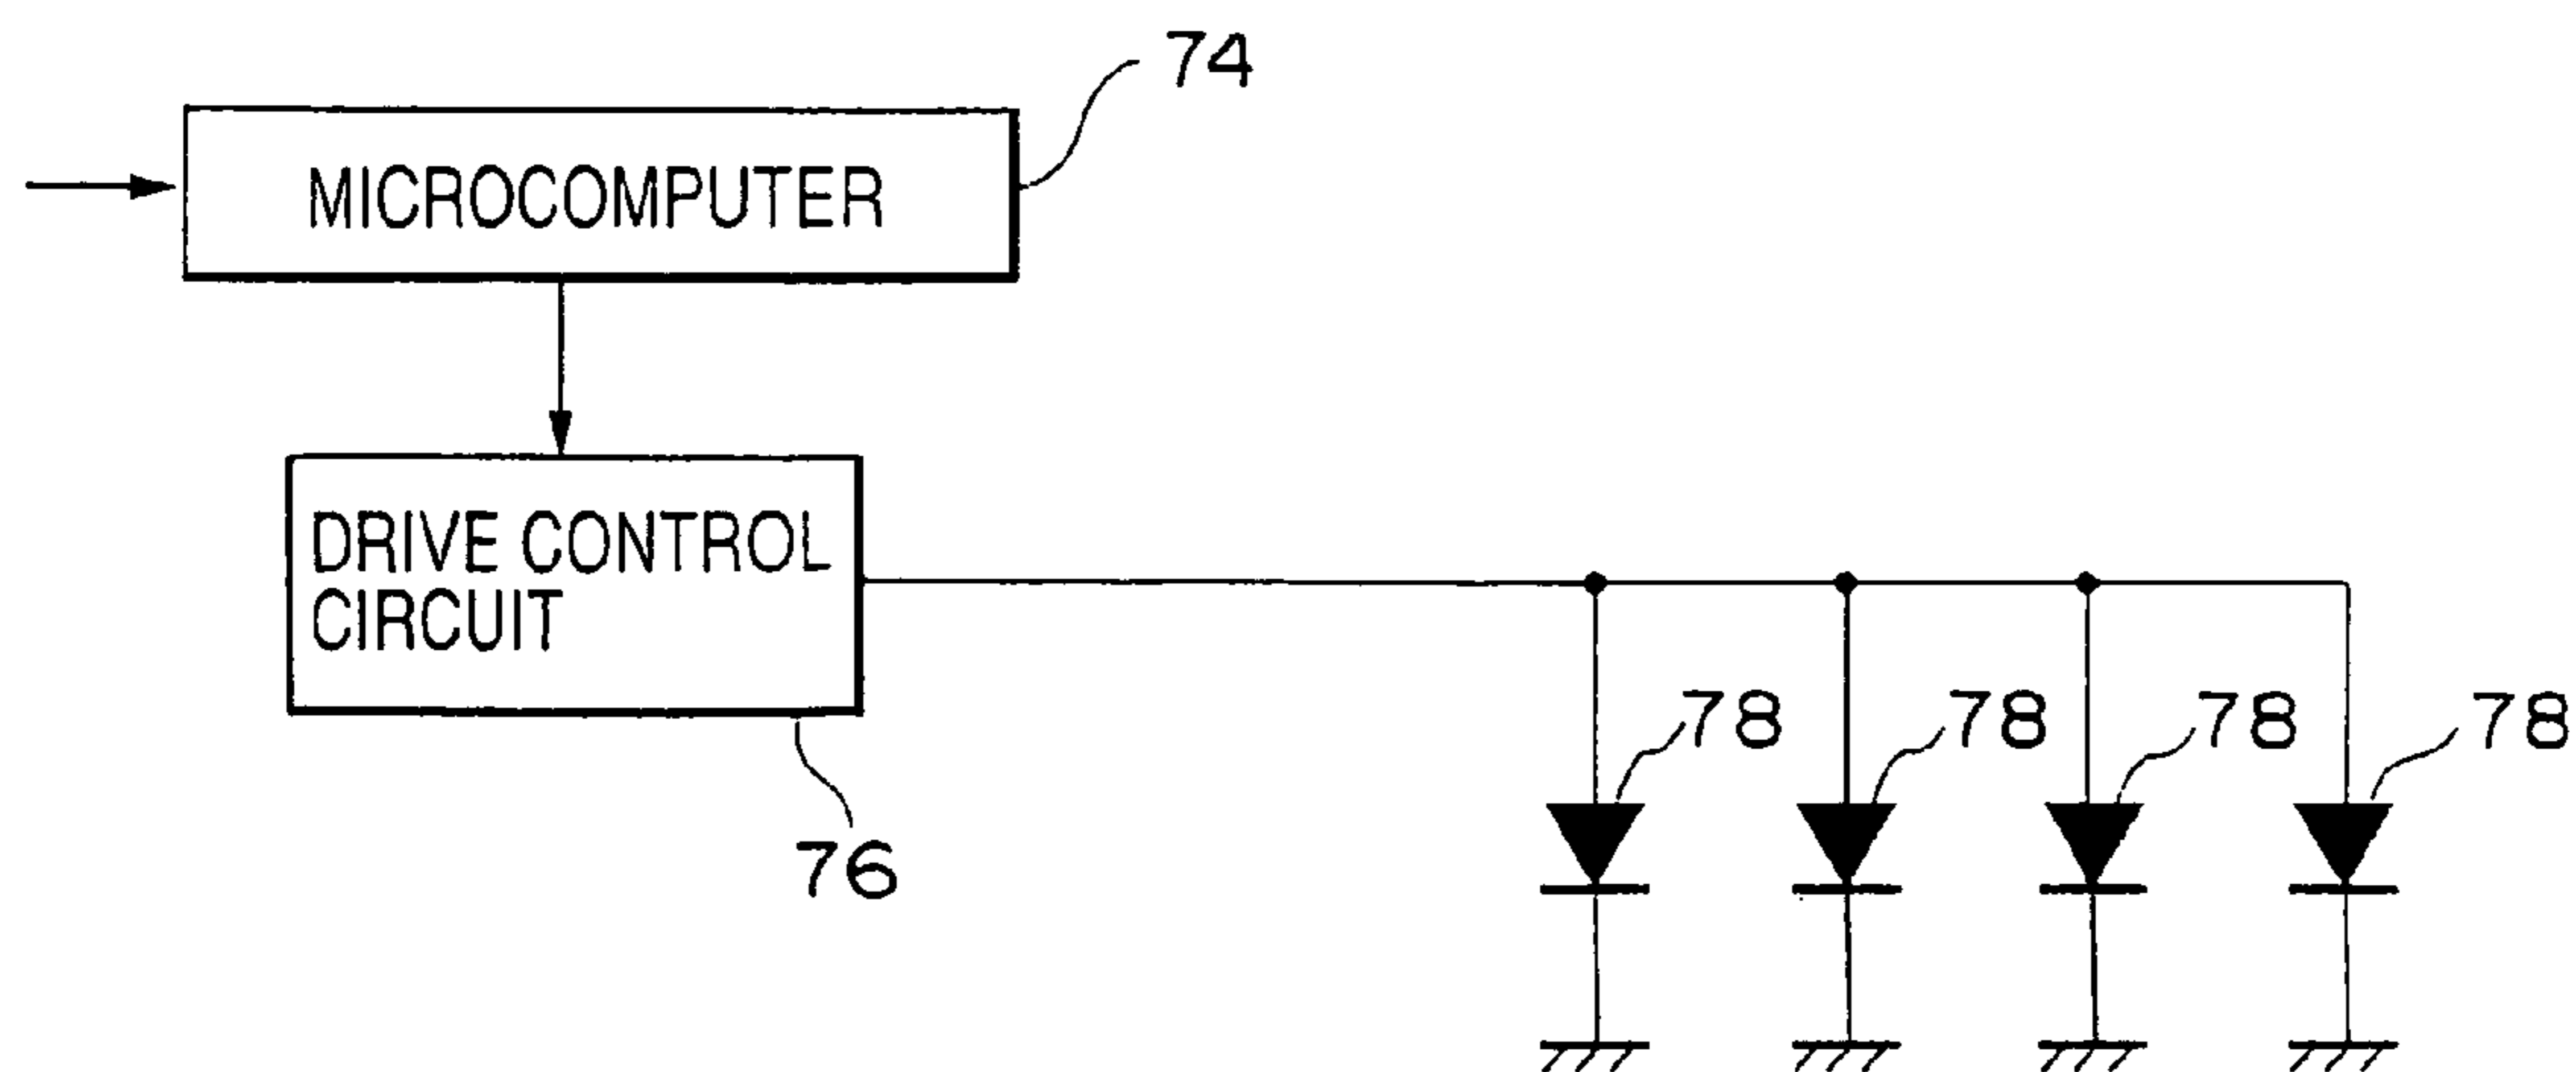 74
MICROCOMPUTER
DRIVE CONTROL
CIRCUIT
78 78 78 78
76